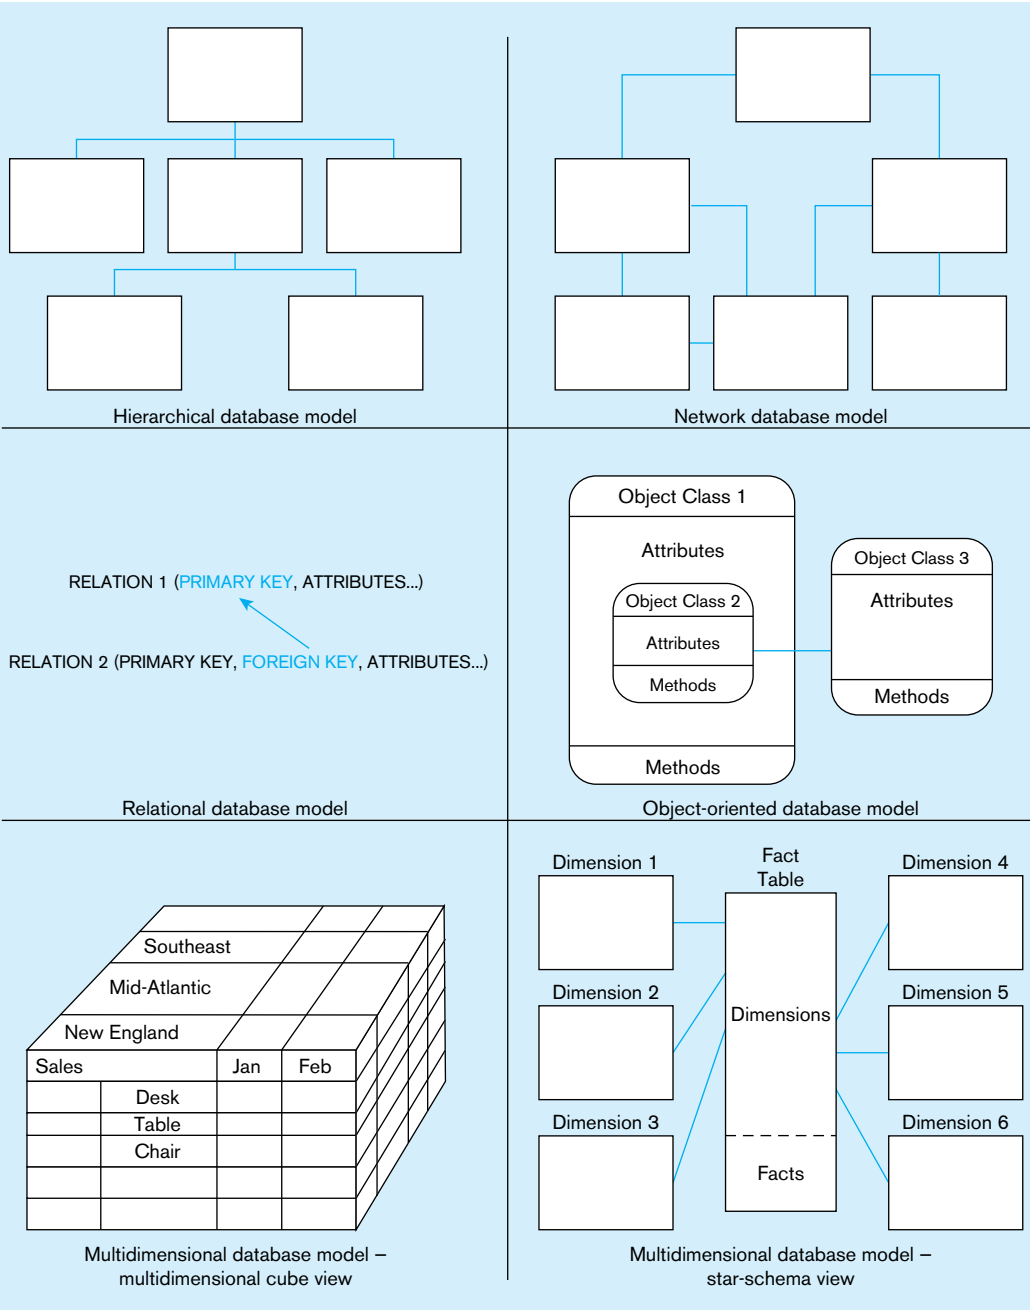 Hierarchical database model
Network database model
RELATION 1 (PRIMARY KEY, ATTRIBUTES...)
RELATION 2 (PRIMARY KEY, FOREIGN KEY, ATTRIBUTES...)
Relational database model
Object Class 1
Attributes
Object Class 2
Attributes
Methods
Methods
Object Class 3
Attributes
Methods
Object-oriented database model
Southeast
Mid-Atlantic
New England
Sales Jan Feb
Desk
Table
Chair
Multidimensional database model –
multidimensional cube view
Dimension 1
Dimension 2
Dimension 3
Fact
Table
Dimensions
Facts
Dimension 4
Dimension 5
Dimension 6
Multidimensional database model –
star-schema view